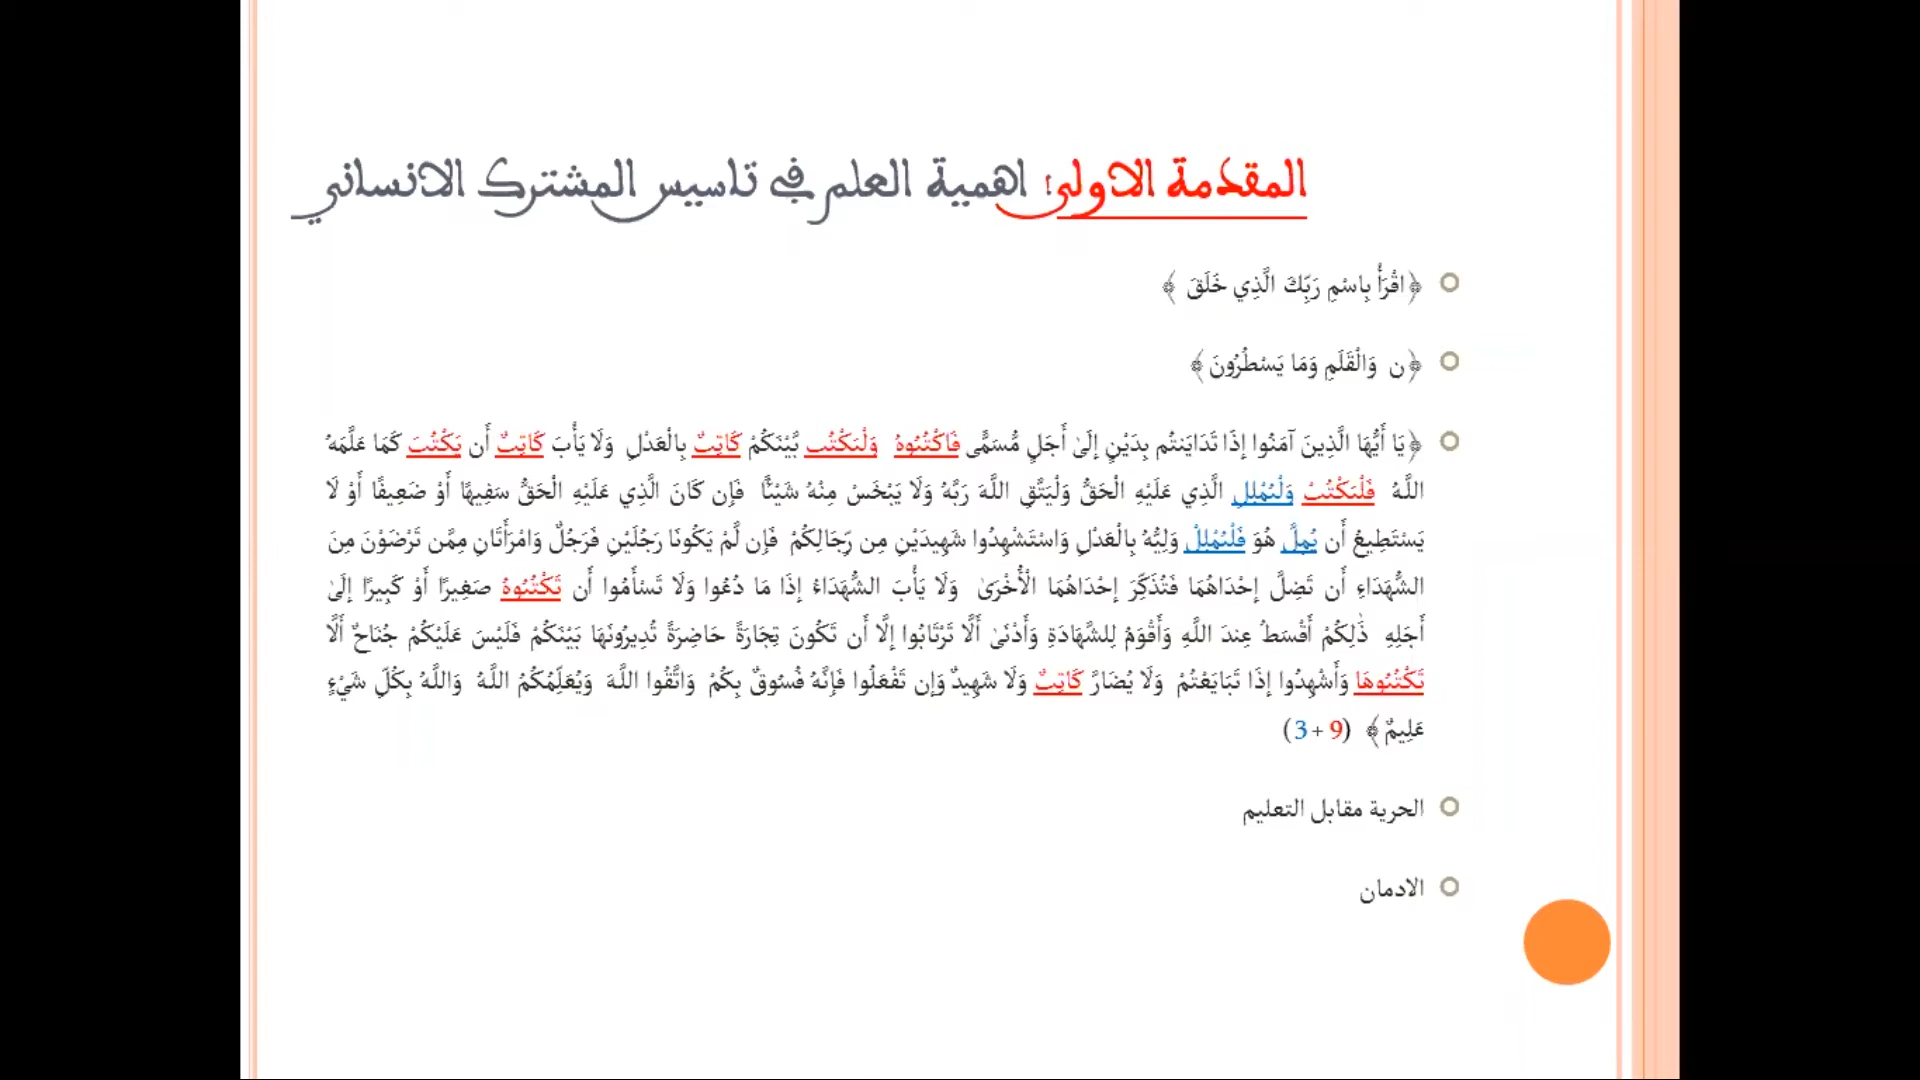 المقدمة الاولى؛ اهمية العلم في تاسيس المشترك الانساني
﴿اقْرَأْ بِاسْمِ رَبِّكَ الَّذِي خَلَقَ ﴾
﴿ن وَالْقَلَمِ وَمَا يَسْطُرُونَ﴾
﴿يَا أَيُّهَا الَّذِينَ آمَنُوا إِذَا تَدَايَنتُم بِدَيْنٍ إِلَىٰ أَجَلٍ مُّسَمًّى فَاكْتُبُوهُ وَلْيَكْتُب بَّيْنَكُمْ كَاتِبٌ بِالْعَدْلِ وَلَا يَأْبَ كَاتِبٌ أَن يَكْتُبَ كَمَا عَلَّمَهُ
اللَّهُ فَلْيَكْتُبْ وَلْيُمْلِلِ الَّذِي عَلَيْهِ الْحَقُّ وَلْيَتَّقِ اللَّهَ رَبَّهُ وَلَا يَبْخَسْ مِنْهُ شَيْئًا فَإِن كَانَ الَّذِي عَلَيْهِ الْحَقُّ سَفِيهًا أَوْ ضَعِيفًا أَوْ لَا
يَسْتَطِيعُ أَن يُمِلَّ هُوَ فَلْيُمْلِلْ وَلِيُّهُ بِالْعَدْلِ وَاسْتَشْهِدُوا شَهِيدَيْنِ مِن رِّجَالِكُمْ فَإِن لَّمْ يَكُونَا رَجُلَيْنِ فَرَجُلٌ وَامْرَأَتَانِ مِمَّن تَرْضَوْنَ مِنَ
الشُّهَدَاءِ أَن تَضِلَّ إِحْدَاهُمَا فَتُذَكِّرَ إِحْدَاهُمَا الْأُخْرَىٰ وَلَا يَأْبَ الشُّهَدَاءُ إِذَا مَا دُعُوا وَلَا تَسْأَمُوا أَن تَكْتُبُوهُ صَغِيرًا أَوْ كَبِيرًا إِلَىٰ
أَجَلِهِ ذَٰلِكُمْ أَقْسَطُ عِندَ اللَّهِ وَأَقْوَمُ لِلشَّهَادَةِ وَأَدْنَىٰ أَلَّا تَرْتَابُوا إِلَّا أَن تَكُونَ تِجَارَةً حَاضِرَةً تُدِيرُونَهَا بَيْنَكُمْ فَلَيْسَ عَلَيْكُمْ جُنَاحٌ أَلَّا
تَكْتُبُوهَا وَأَشْهِدُوا إِذَا تَبَايَعْتُمْ وَلَا يُضَارَّ كَاتِبٌ وَلَا شَهِيدٌ وَإِن تَفْعَلُوا فَإِنَّهُ فُسُوقٌ بِكُمْ وَاتَّقُوا اللَّهَ وَيُعَلِّمُكُمُ اللَّهُ وَاللَّهُ بِكُلِّ شَيْءٍ
عَلِيمٌ﴾ (9 + 3)
الحرية مقابل التعليم
الادمان